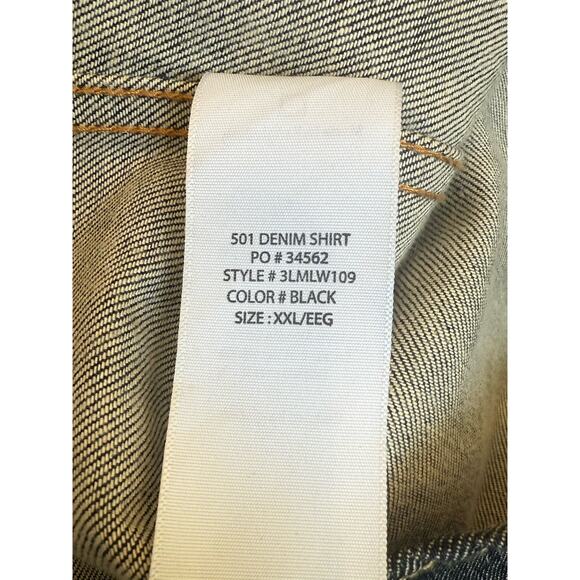 501 DENIM SHIRT
PO # 34562
STYLE # 3LMLW109
COLOR # BLACK
SIZE : XXL/EEG